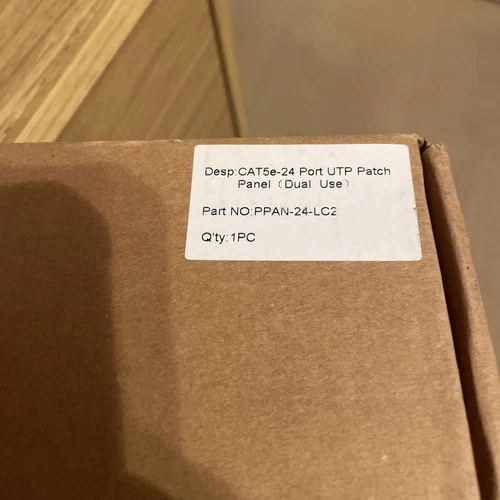 Desp:CAT5e-24 Port UTP Patch
Panel（Dual Use）
Part NO:PPAN-24-LC2
Q'ty:1PC